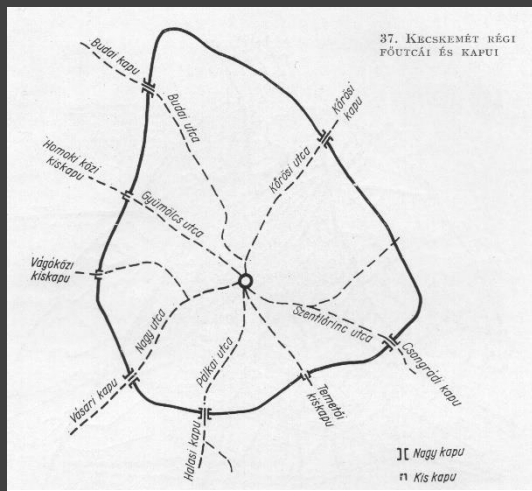 37. KECSKEMÉT RÉGI
FŐUTCÁI ÉS KAPUI
Budai kapu
Budai utca
Kőrösi
kapu
Kőrösi utca
Homoki közi
kiskapu
Gyümölcs utca
Vágóközi
kiskapu
Nagy utca
Szentlőrinc utca
Pálkai utca
Csongrádi kapu
Temetői
kiskapu
Vásári kapu
Halasi kapu
Nagy kapu
Kis kapu